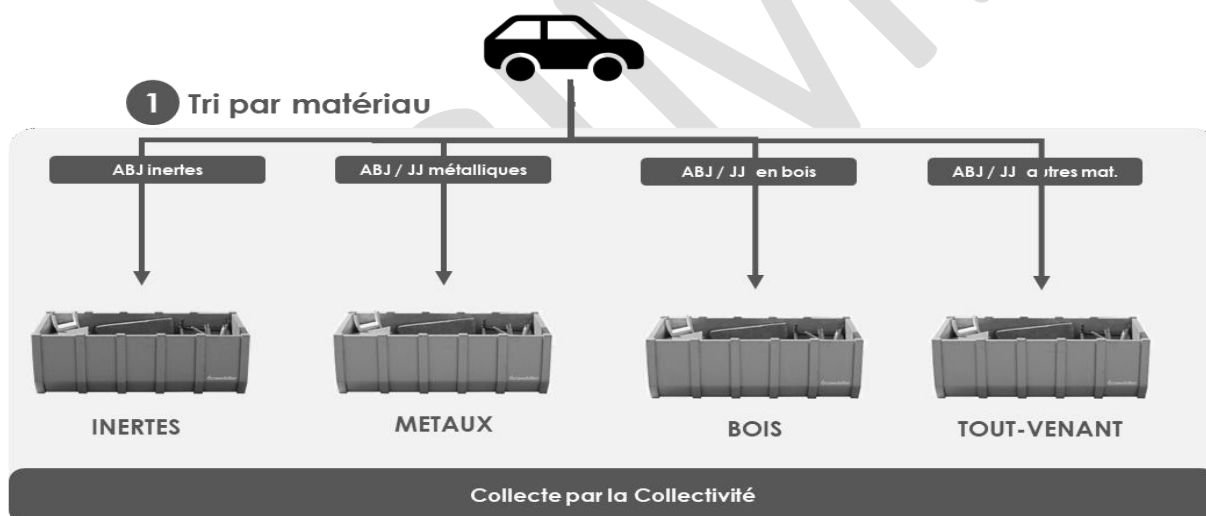 1 Tri par matériau
ABJ inertes
ABJ / JJ métalliques
ABJ / JJ en bois
ABJ / JJ autres mat.
INERTES
METAUX
BOIS
TOUT-VENANT
Collecte par la Collectivité